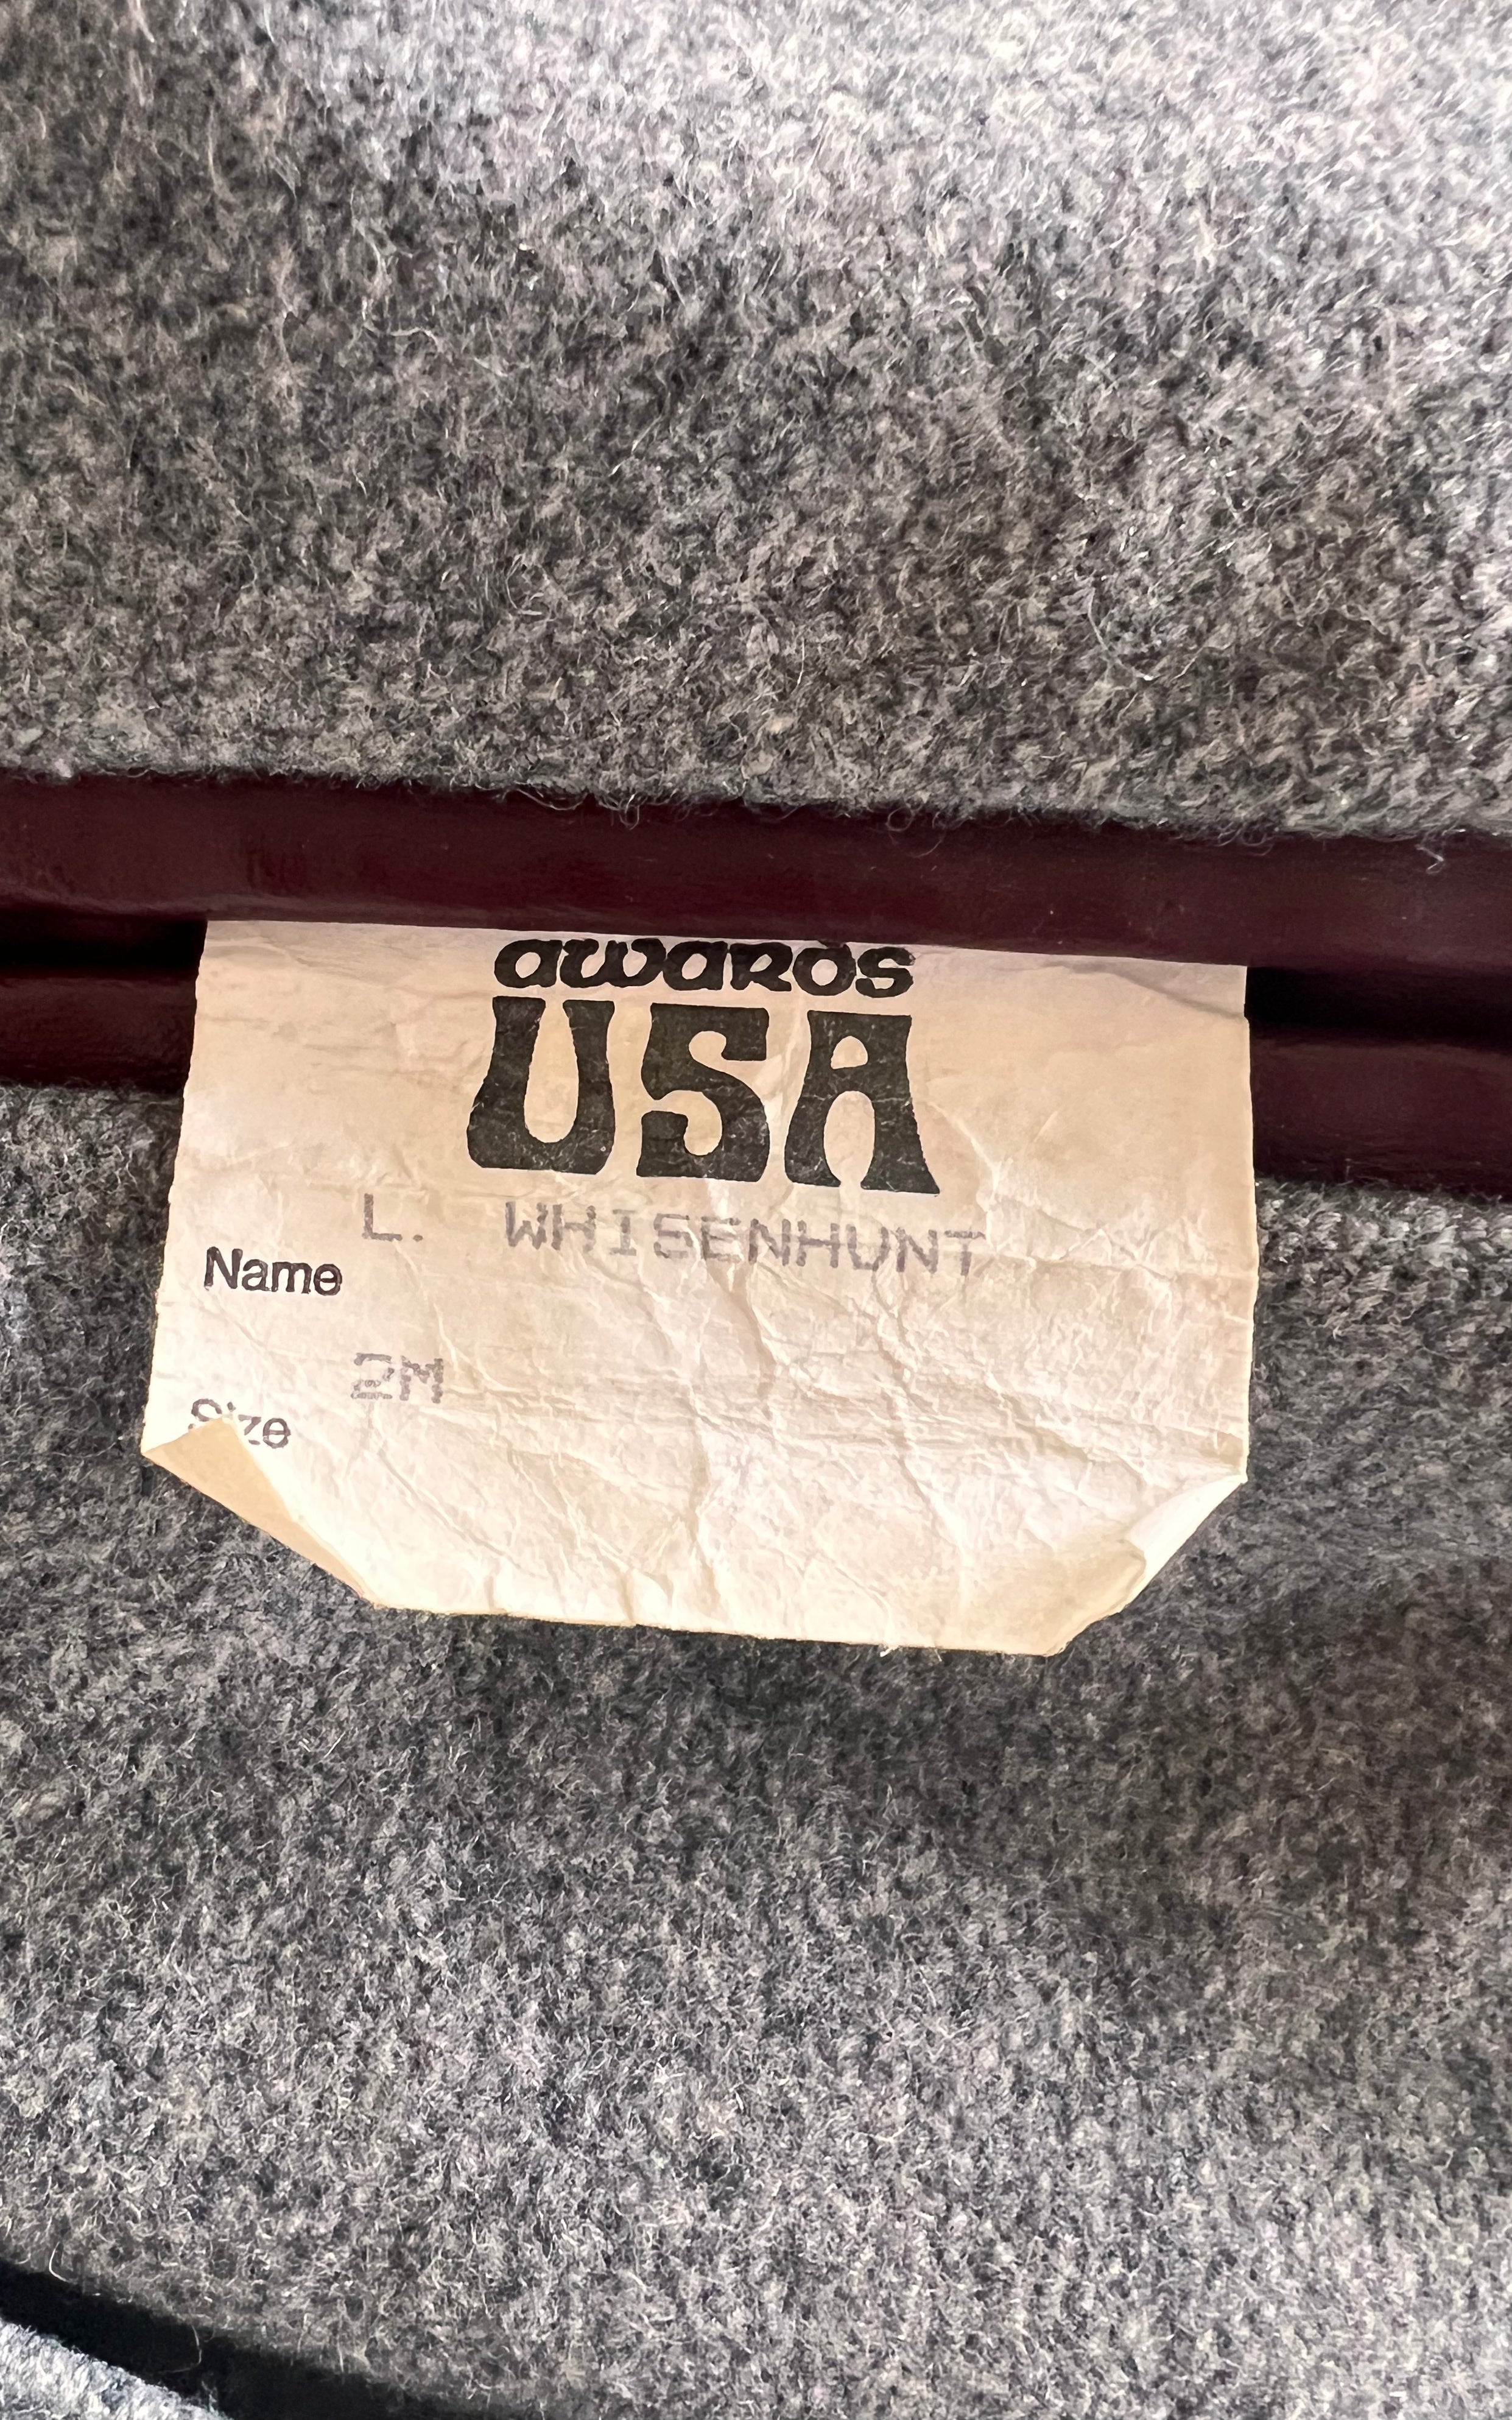 awards
USA
L. WHISENHUNT
Name
2M
Size